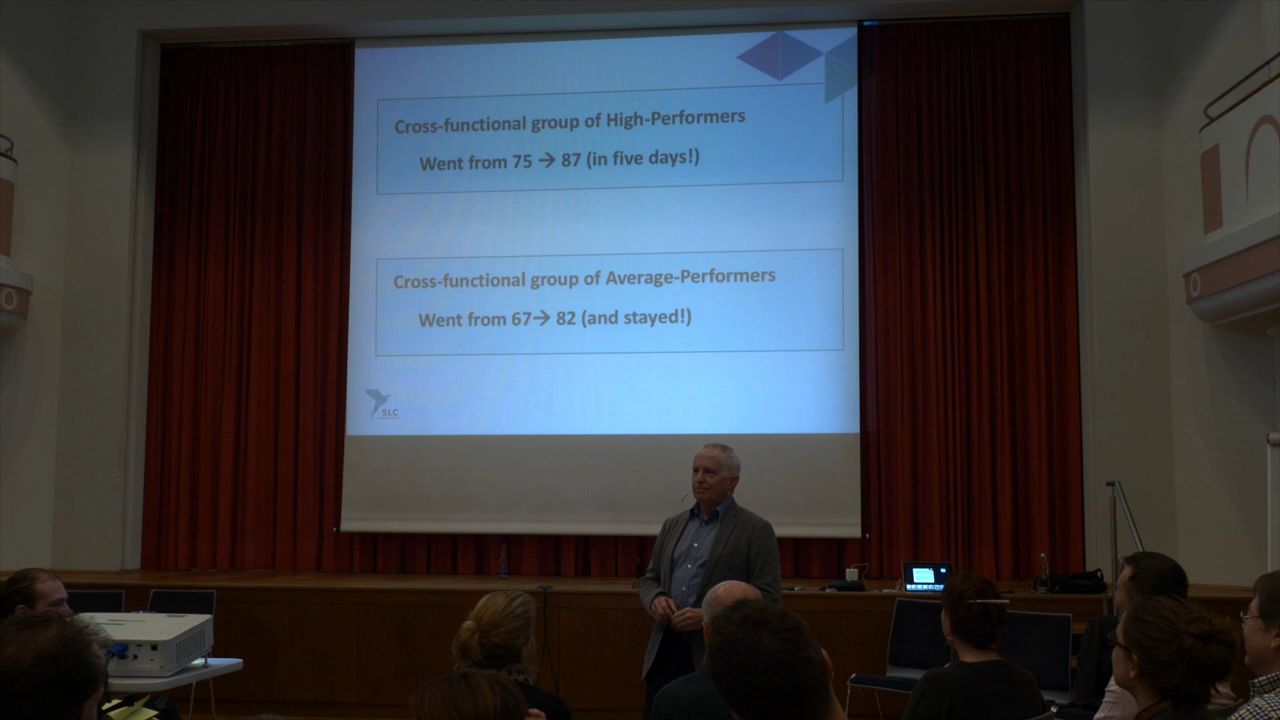 Cross-functional group of High-Performers
Went from 75 → 87 (in five days!)
Cross-functional group of Average-Performers
Went from 67→ 82 (and stayed!)
SLC